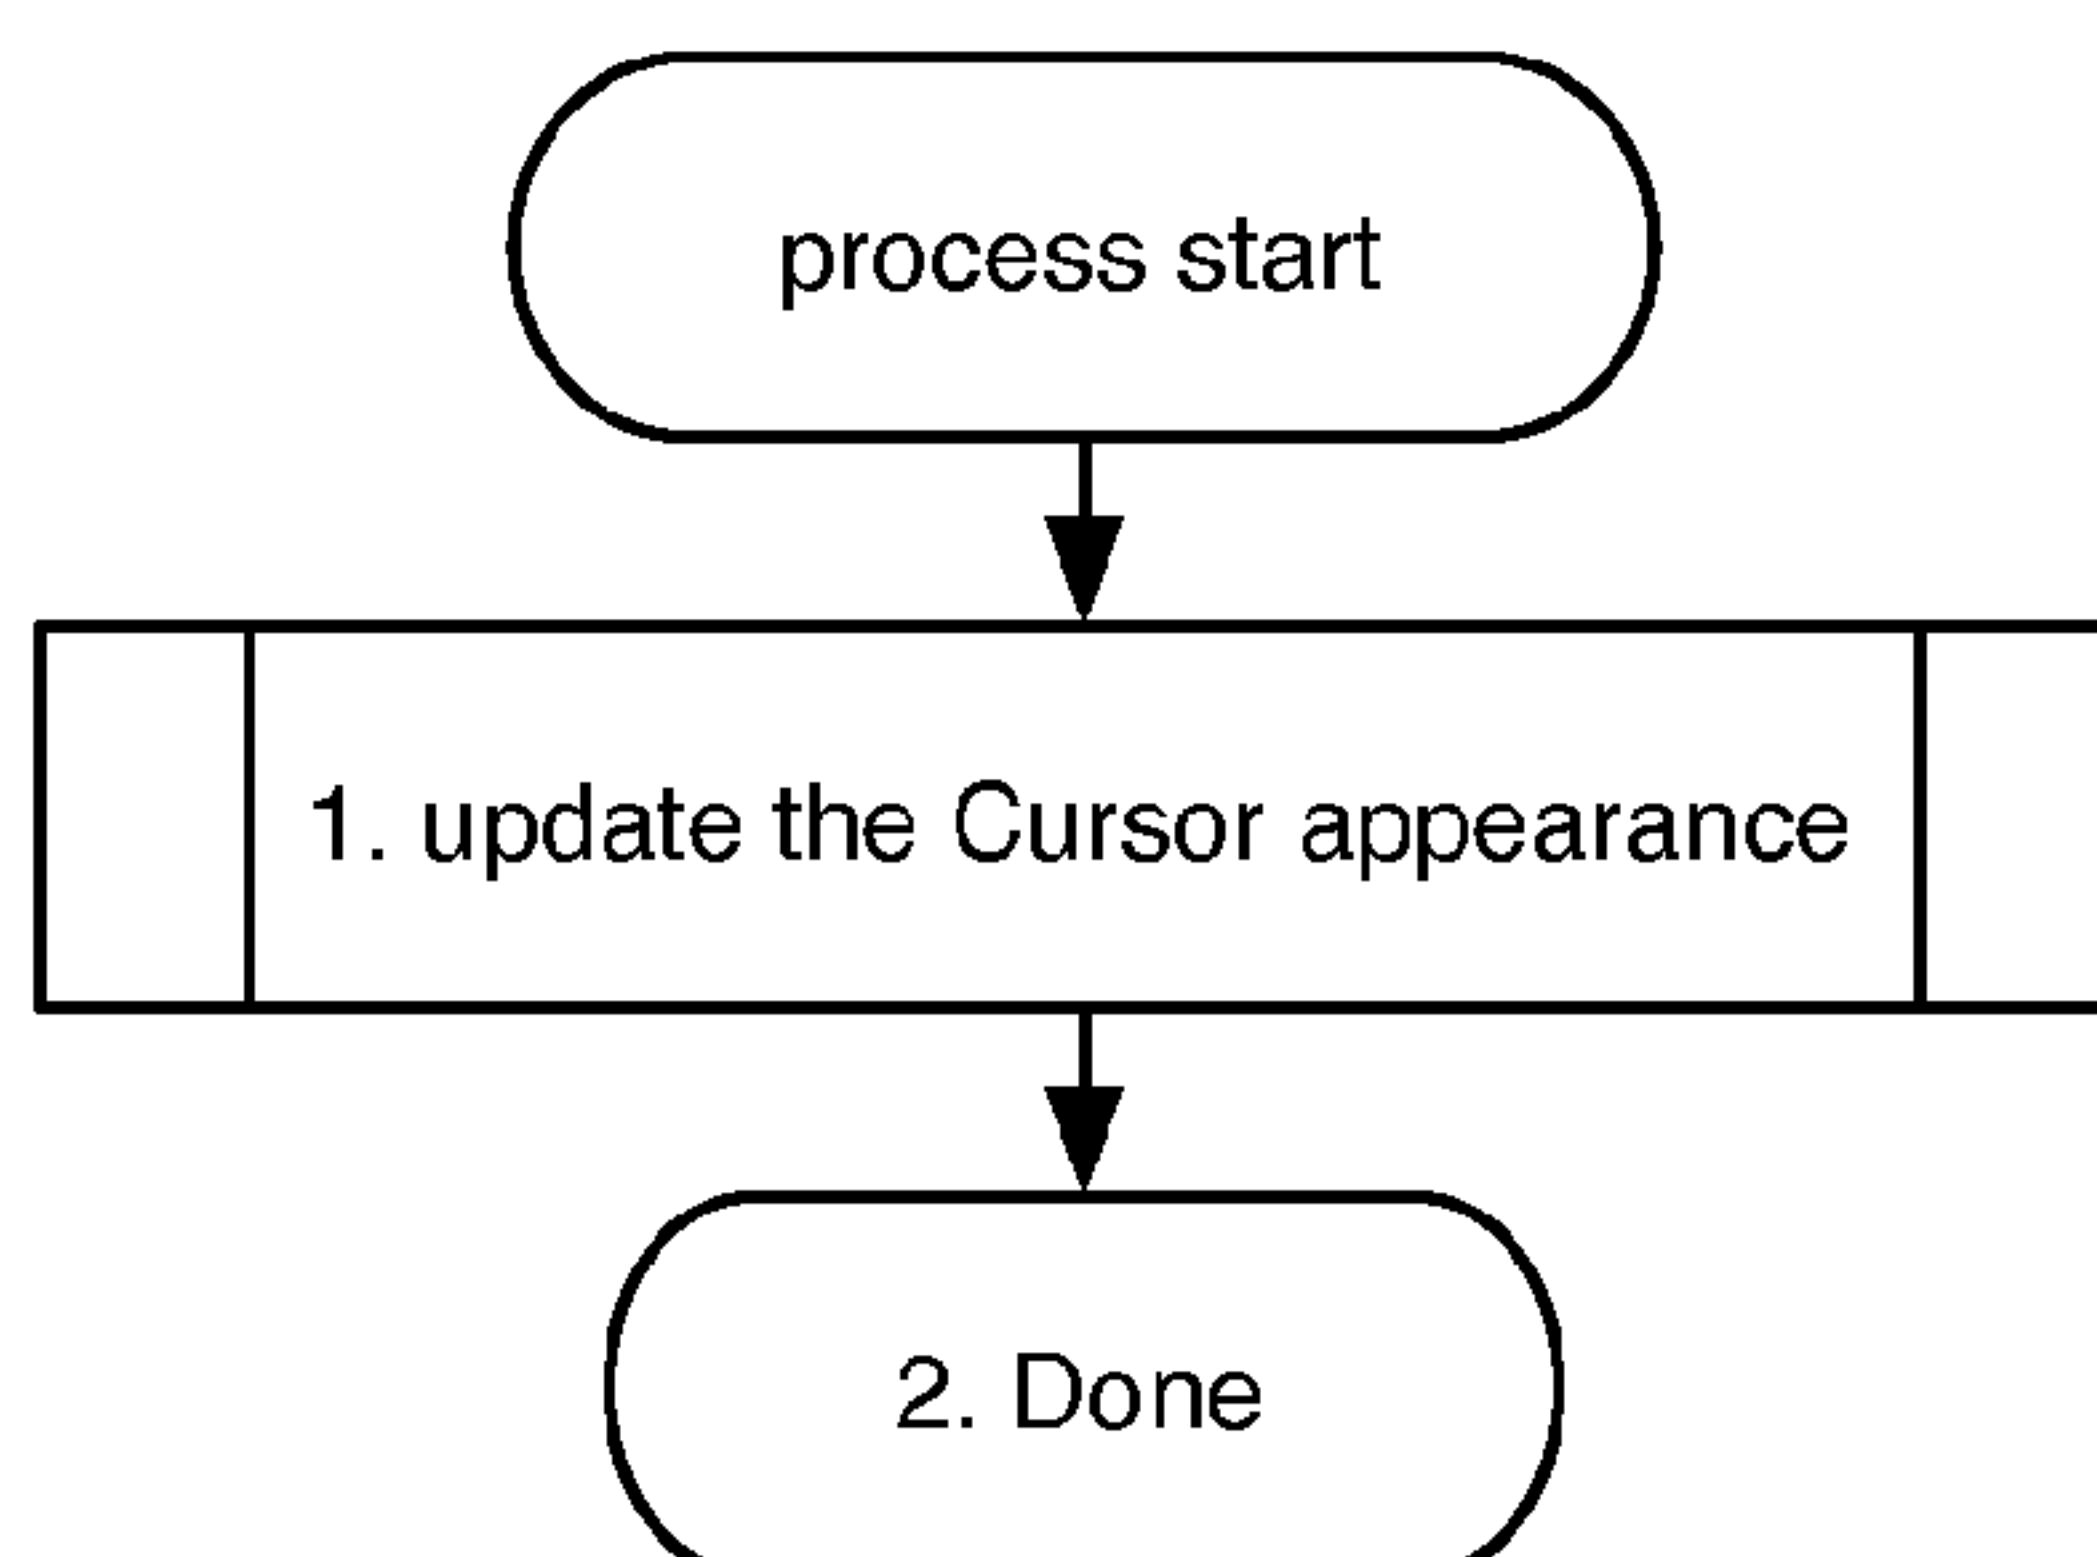 process start
1. update the Cursor appearance
2. Done